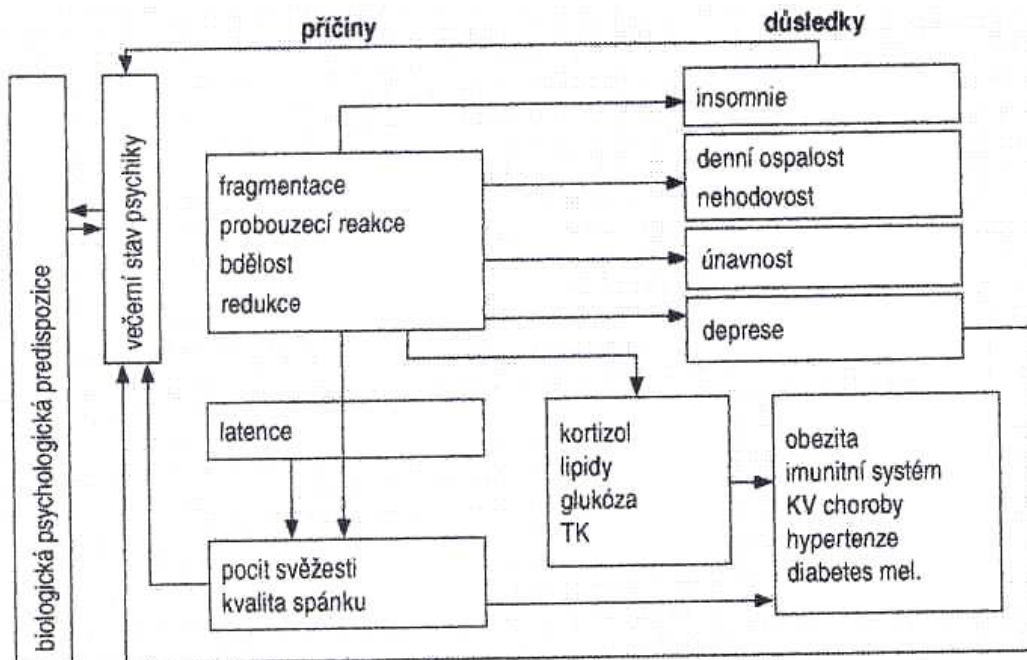 příčiny
důsledky
biologická psychologická predispozice
večerní stav psychiky
fragmentace
probouzecí reakce
bdělost
redukce
insomnie
denní ospalost
nehodovost
únavnost
deprese
latence
kortizol
lipidy
glukóza
TK
obezita
imunitní systém
KV choroby
hypertenze
diabetes mel.
pocit svěžesti
kvalita spánku